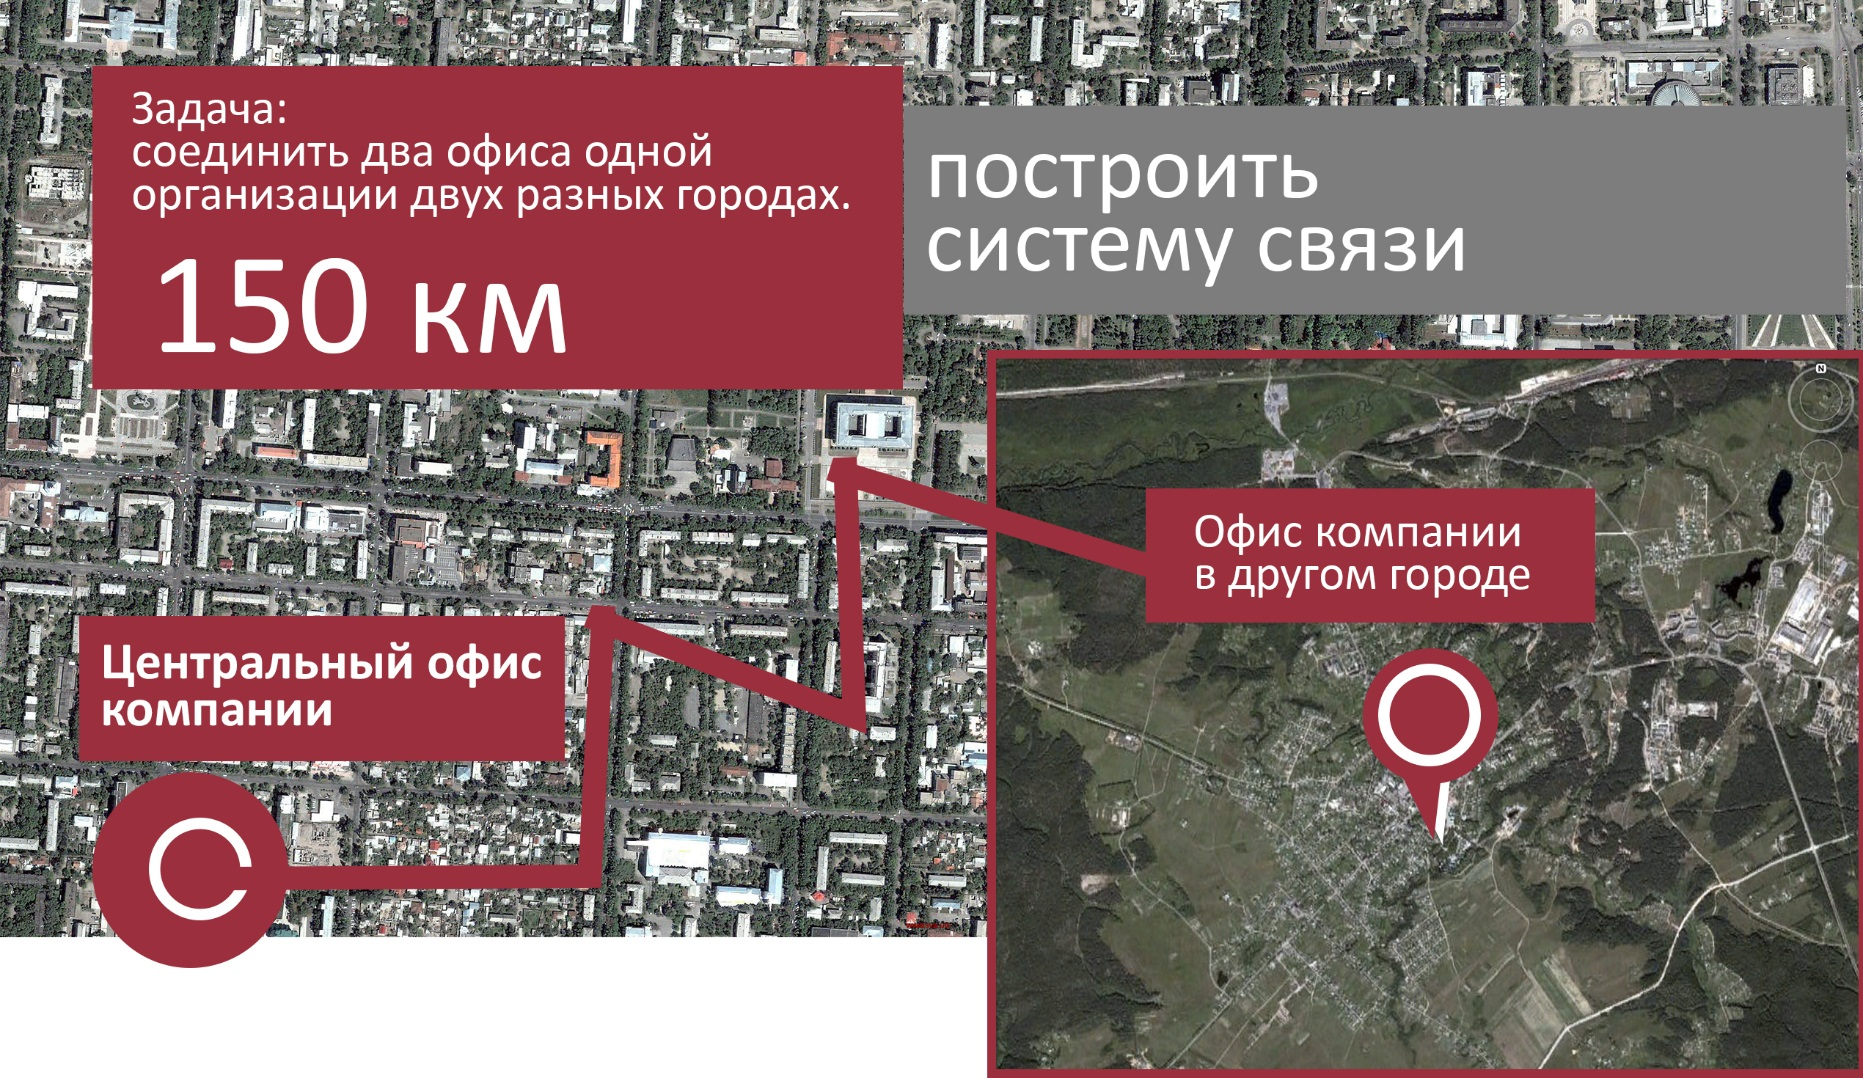 Задача:
соединить два офиса одной
организации двух разных городах.
150 км
построить
систему связи
N
Офис компании
в другом городе
Центральный офис
компании